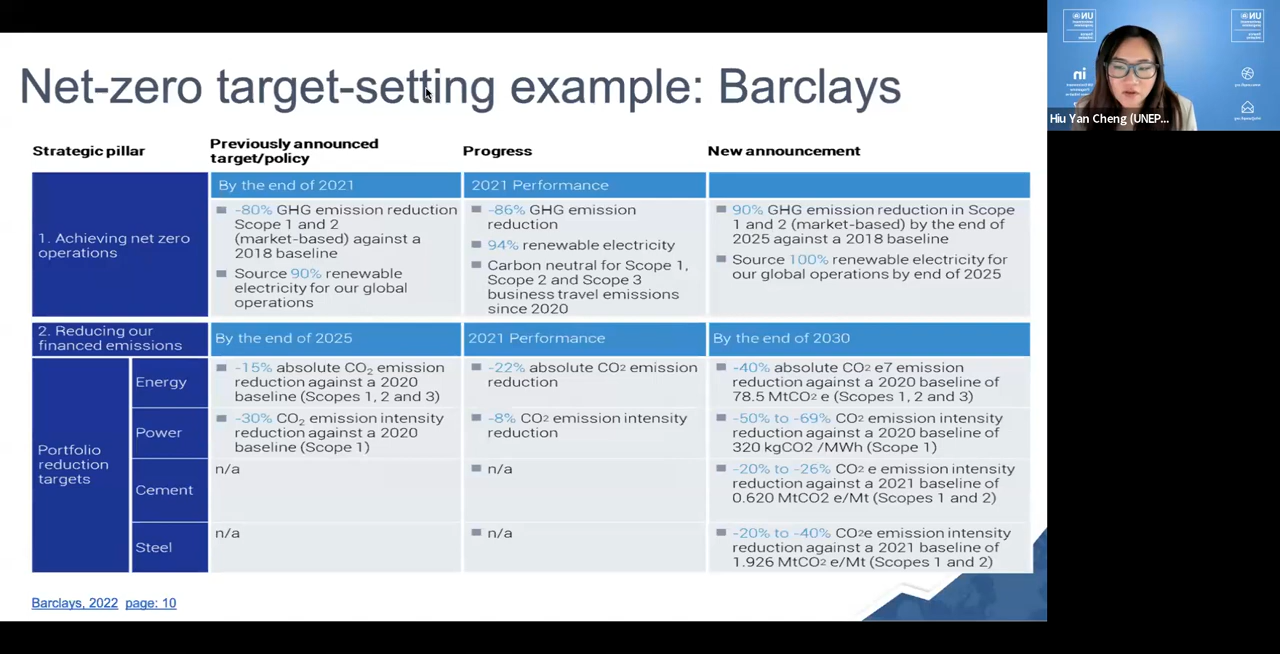 Net-zero target-setting example: Barclays
Strategic pillar
Previously announced
target/policy
Progress
New announcement
By the end of 2021
2021 Performance
1. Achieving net zero
operations
-80% GHG emission reduction
Scope 1 and 2
(market-based) against a
2018 baseline
Source 90% renewable
electricity for our global
operations
-86% GHG emission
reduction
94% renewable electricity
Carbon neutral for Scope 1,
Scope 2 and Scope 3
business travel emissions
since 2020
90% GHG emission reduction in Scope
1 and 2 (market-based) by the end of
2025 against a 2018 baseline
Source 100% renewable electricity for
our global operations by end of 2025
2. Reducing our
financed emissions
By the end of 2025
2021 Performance
By the end of 2030
Portfolio
reduction
targets
Energy
-15% absolute CO₂ emission
reduction against a 2020
baseline (Scopes 1, 2 and 3)
-22% absolute CO² emission
reduction
-40% absolute CO² e7 emission
reduction against a 2020 baseline of
78.5 MtCO² e (Scopes 1, 2 and 3)
Power
-30% CO₂ emission intensity
reduction against a 2020
baseline (Scope 1)
-8% CO² emission intensity
reduction
-50% to -69% CO² emission intensity
reduction against a 2020 baseline of
320 kgCO2 /MWh (Scope 1)
Cement
n/a
n/a
-20% to -26% CO² e emission intensity
reduction against a 2021 baseline of
0.620 MtCO2 e/Mt (Scopes 1 and 2)
Steel
n/a
n/a
-20% to -40% CO²e emission intensity
reduction against a 2021 baseline of
1.926 MtCO² e/Mt (Scopes 1 and 2)
Barclays, 2022 page: 10
UN
UN
in
Hiu Yan Cheng (UNEP...